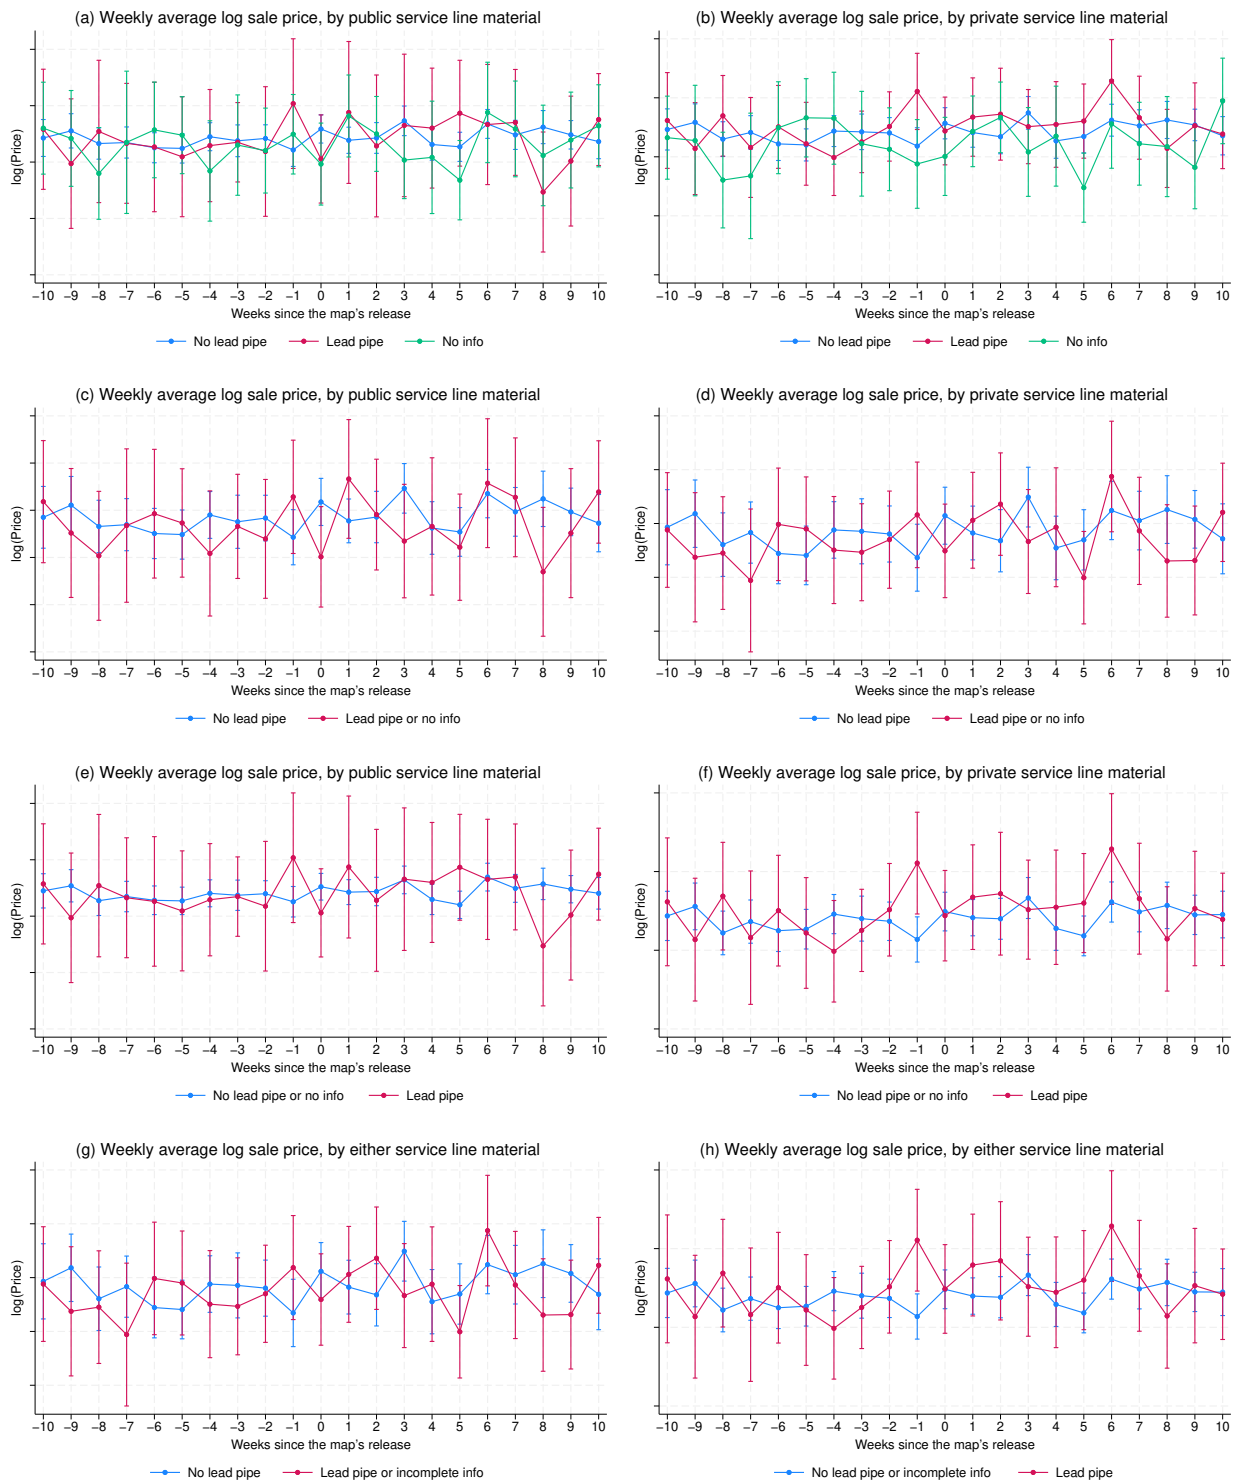 (a) Weekly average log sale price, by public service line material
log(Price)
−10 −9 −8 −7 −6 −5 −4 −3 −2 −1 0 1 2 3 4 5 6 7 8 9 10
Weeks since the map's release
No lead pipe Lead pipe No info
(b) Weekly average log sale price, by private service line material
log(Price)
−10 −9 −8 −7 −6 −5 −4 −3 −2 −1 0 1 2 3 4 5 6 7 8 9 10
Weeks since the map's release
No lead pipe Lead pipe No info
(c) Weekly average log sale price, by public service line material
log(Price)
−10 −9 −8 −7 −6 −5 −4 −3 −2 −1 0 1 2 3 4 5 6 7 8 9 10
Weeks since the map's release
No lead pipe Lead pipe or no info
(d) Weekly average log sale price, by private service line material
log(Price)
−10 −9 −8 −7 −6 −5 −4 −3 −2 −1 0 1 2 3 4 5 6 7 8 9 10
Weeks since the map's release
No lead pipe Lead pipe or no info
(e) Weekly average log sale price, by public service line material
log(Price)
−10 −9 −8 −7 −6 −5 −4 −3 −2 −1 0 1 2 3 4 5 6 7 8 9 10
Weeks since the map's release
No lead pipe or no info Lead pipe
(f) Weekly average log sale price, by private service line material
log(Price)
−10 −9 −8 −7 −6 −5 −4 −3 −2 −1 0 1 2 3 4 5 6 7 8 9 10
Weeks since the map's release
No lead pipe or no info Lead pipe
(g) Weekly average log sale price, by either service line material
log(Price)
−10 −9 −8 −7 −6 −5 −4 −3 −2 −1 0 1 2 3 4 5 6 7 8 9 10
Weeks since the map's release
No lead pipe Lead pipe or incomplete info
(h) Weekly average log sale price, by either service line material
log(Price)
−10 −9 −8 −7 −6 −5 −4 −3 −2 −1 0 1 2 3 4 5 6 7 8 9 10
Weeks since the map's release
No lead pipe or incomplete info Lead pipe